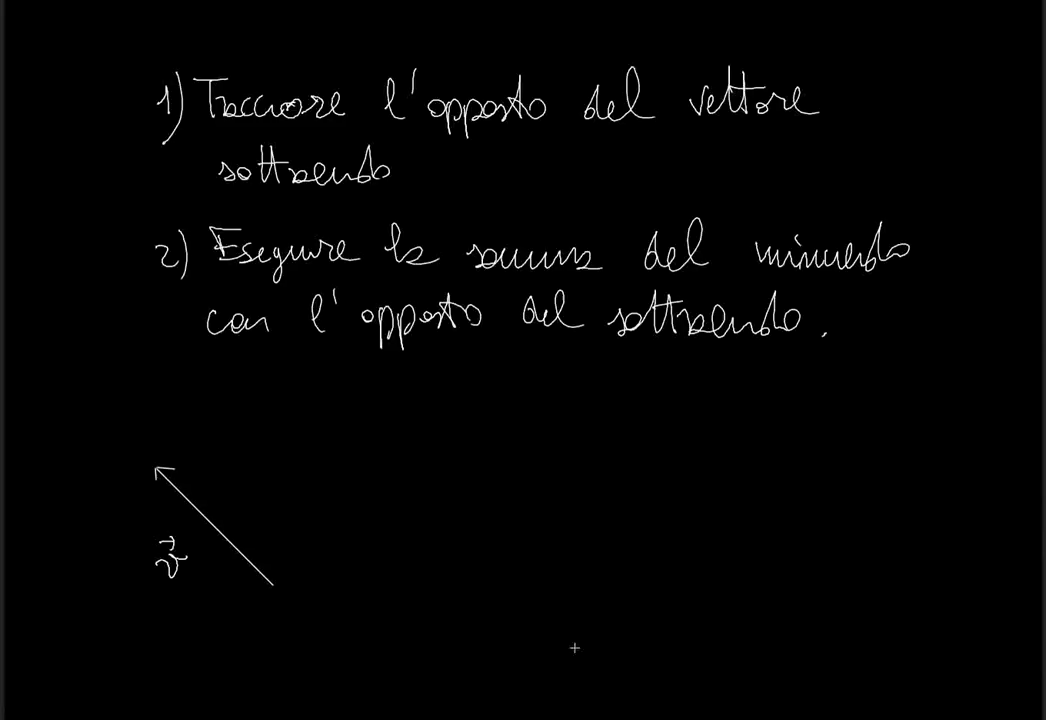 1) Tracciare l'opposto del vettore
sottraendo
2) Eseguire la somma del minuendo
con l'opposto del sottraendo.
v⃗